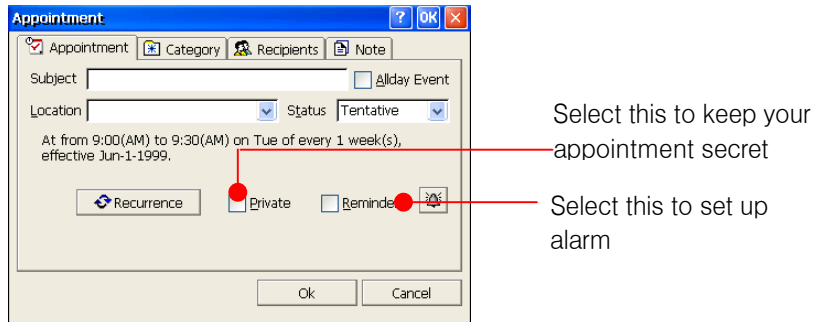 Appointment ? OK
Appointment Category Recipients Note
Subject Allday Event
Location Status Tentative
At from 9:00(AM) to 9:30(AM) on Tue of every 1 week(s),
effective Jun-1-1999.
Recurrence Private Reminde
Ok Cancel
Select this to keep your
appointment secret
Select this to set up
alarm